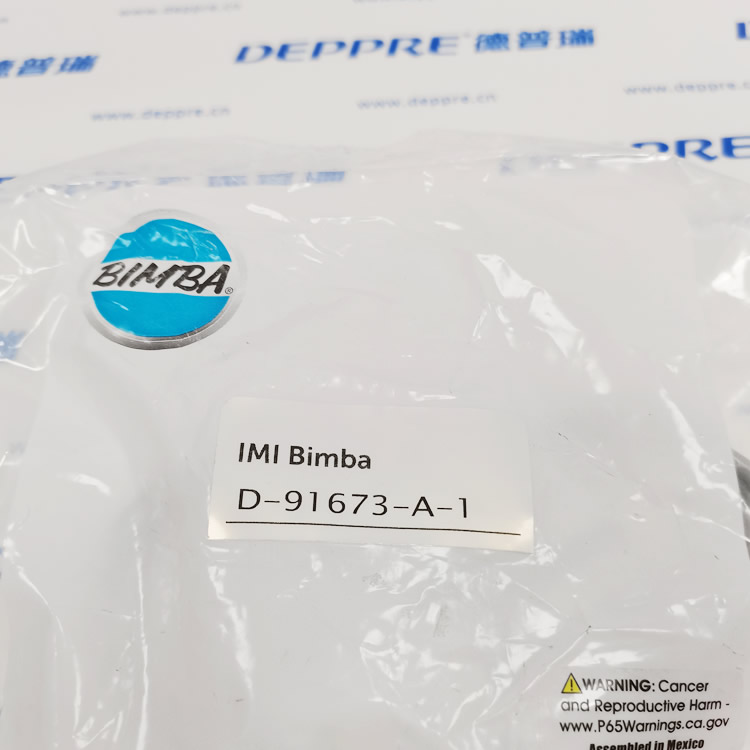 DEPPRE® 德普瑞
德普瑞
www.deppre.cn
www.deppre.cn
www.deppre.cn
DEPPRE
BIMBA®
IMI Bimba
D-91673-A-1
WARNING: Cancer
and Reproductive Harm -
www.P65Warnings.ca.gov
Assembled in Mexico